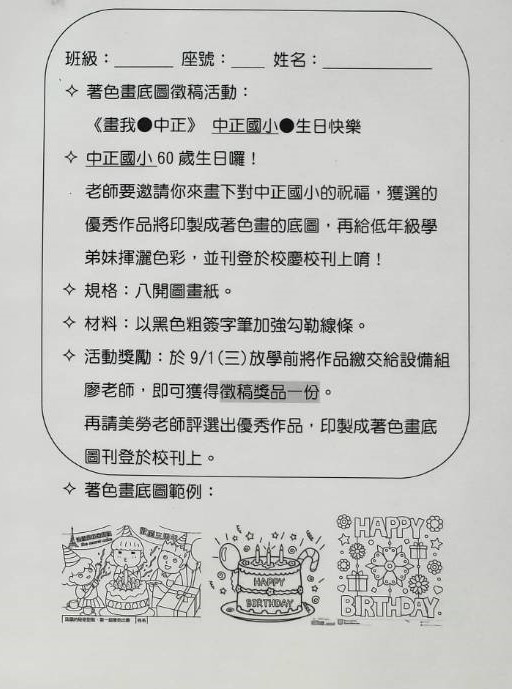 班級：______ 座號：____ 姓名：____________
✧ 著色畫底圖徵稿活動：
《畫我●中正》 中正國小●生日快樂
✧ 中正國小 60 歲生日囉！
老師要邀請你來畫下對中正國小的祝福，獲選的
優秀作品將印製成著色畫的底圖，再給低年級學
弟妹揮灑色彩，並刊登於校慶校刊上唷！
✧ 規格：八開圖畫紙。
✧ 材料：以黑色粗簽字筆加強勾勒線條。
✧ 活動獎勵：於 9/1(三)放學前將作品繳交給設備組
廖老師，即可獲得徵稿獎品一份。
再請美勞老師評選出優秀作品，印製成著色畫底
圖刊登於校刊上。
✧ 著色畫底圖範例：
HAPPY
BIRTHDAY
HAPPY
BIRTHDAY